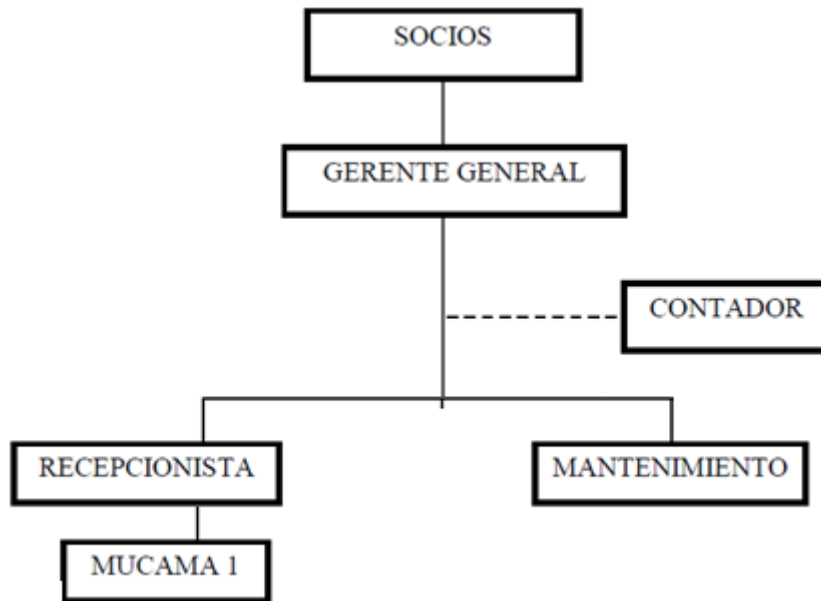 SOCIOS
GERENTE GENERAL
CONTADOR
RECEPCIONISTA
MANTENIMIENTO
MUCAMA 1